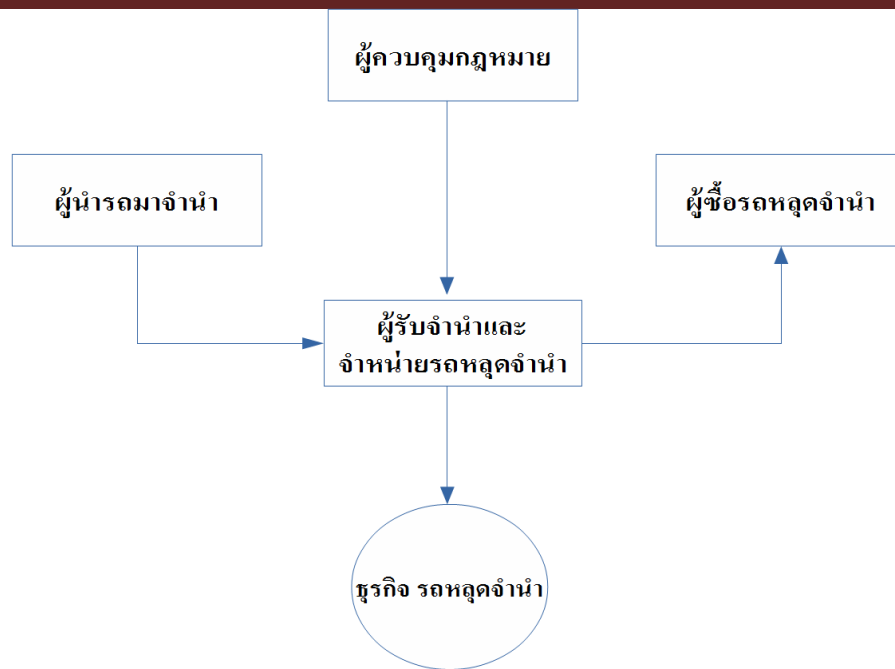 ผู้ควบคุมกฎหมาย
ผู้นำรถมาจำนำ
ผู้ซื้อรถหลุดจำนำ
ผู้รับจำนำและ
จำหน่ายรถหลุดจำนำ
ธุรกิจ รถหลุดจำนำ